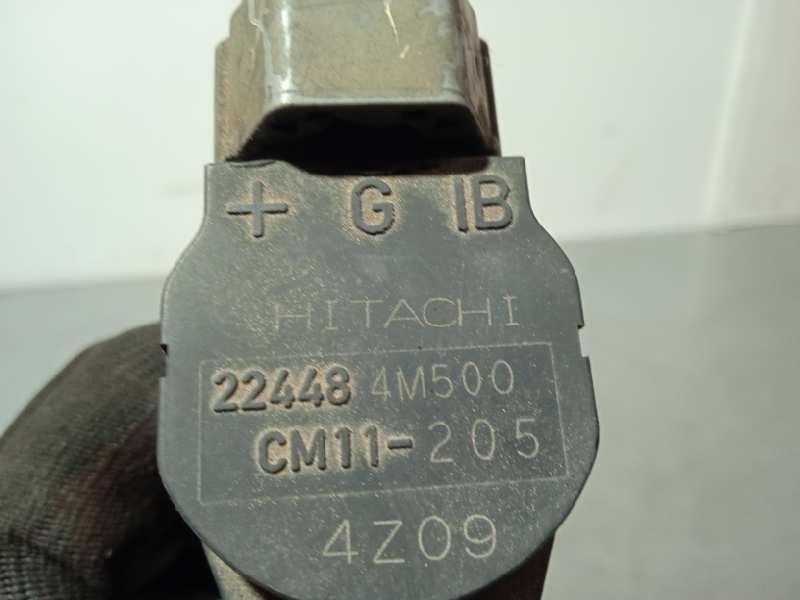 + G IB
HITACHI
22448 4M500
CM11-205
4Z09